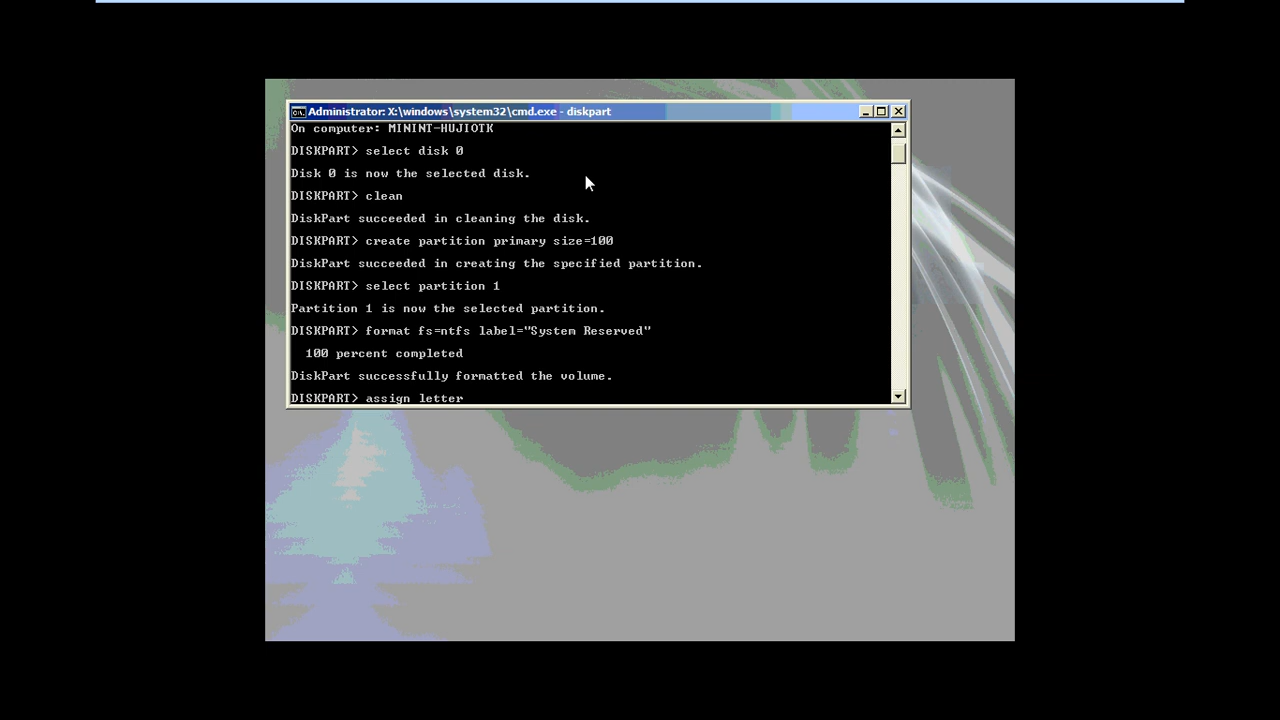 Administrator: X:\windows\system32\cmd.exe - diskpart
On computer: MININT-HUJIOTK
DISKPART> select disk 0
Disk 0 is now the selected disk.
DISKPART> clean
DiskPart succeeded in cleaning the disk.
DISKPART> create partition primary size=100
DiskPart succeeded in creating the specified partition.
DISKPART> select partition 1
Partition 1 is now the selected partition.
DISKPART> format fs=ntfs label="System Reserved"
100 percent completed
DiskPart successfully formatted the volume.
DISKPART> assign letter